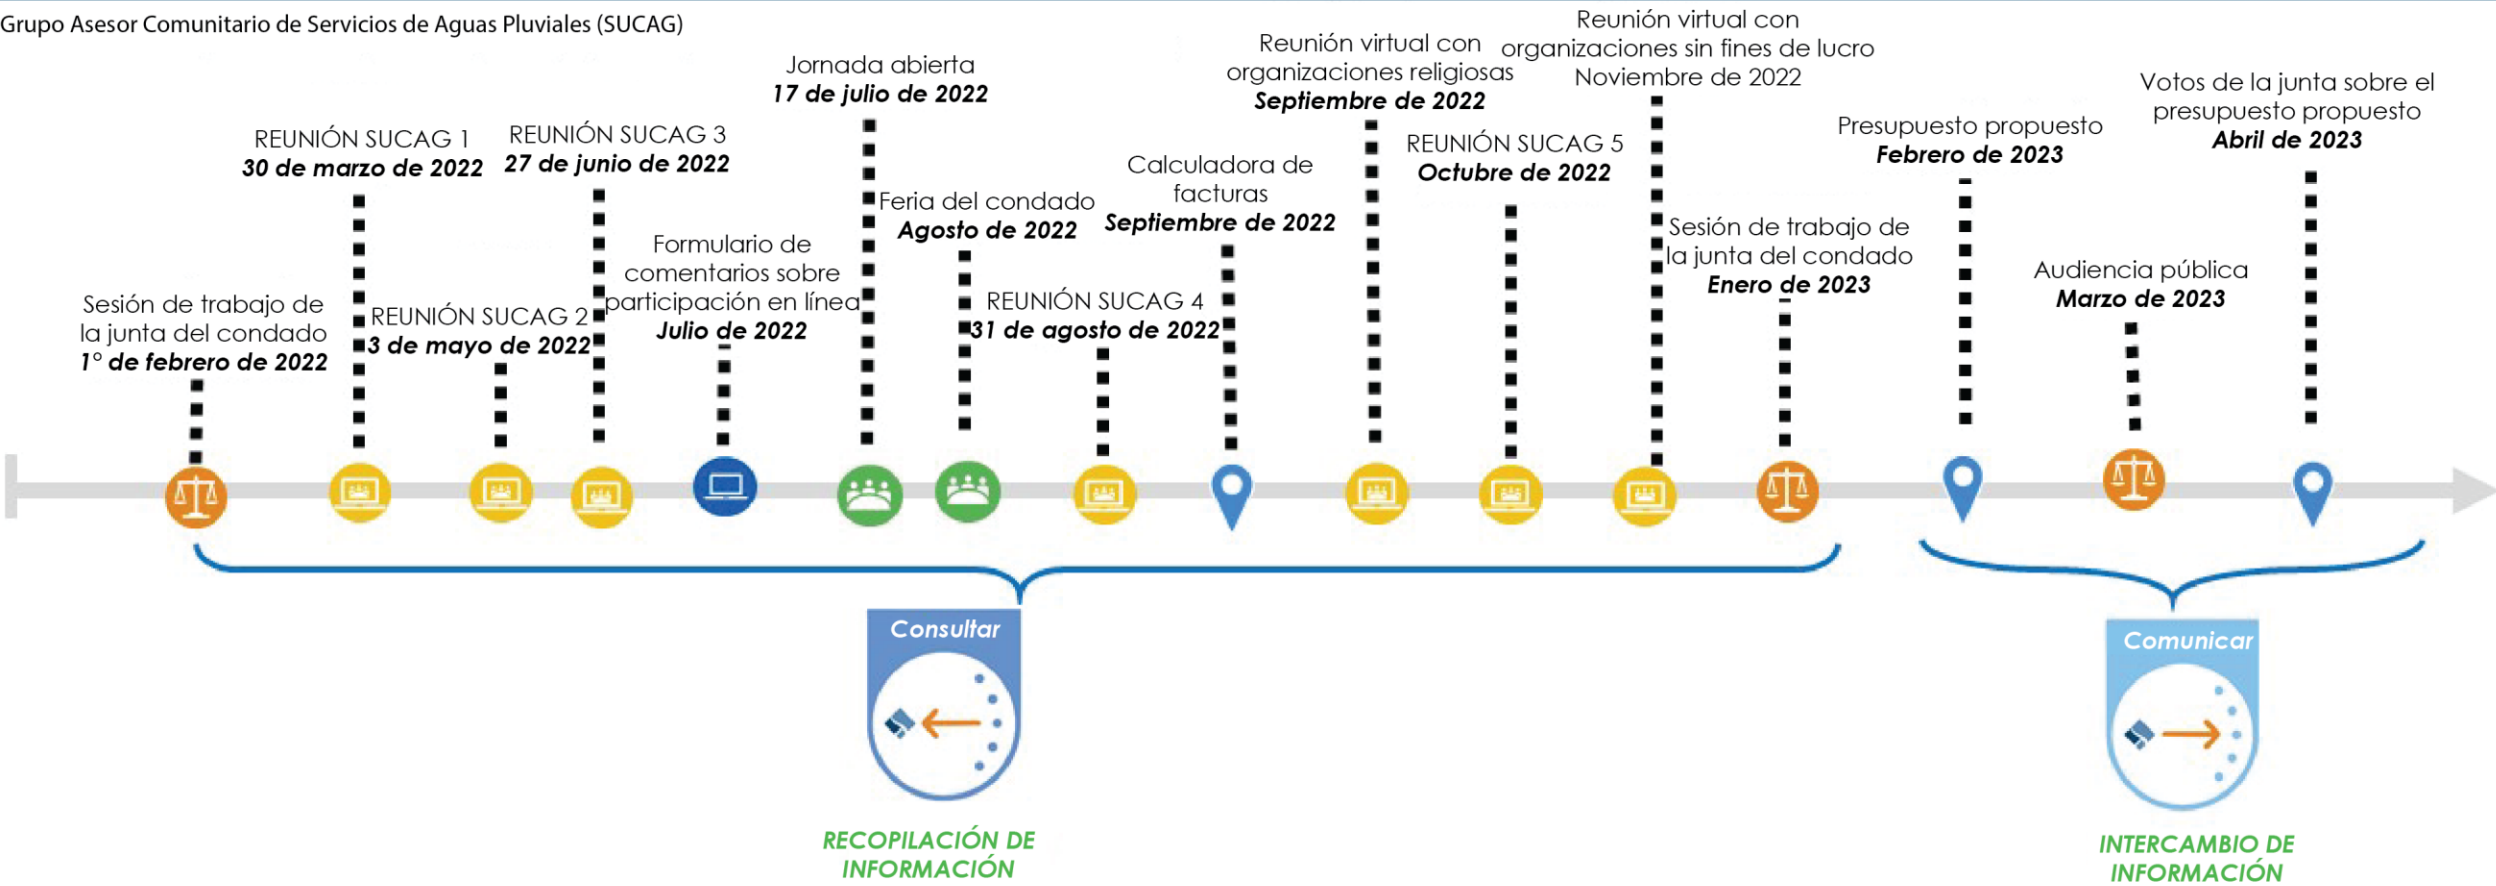 Grupo Asesor Comunitario de Servicios de Aguas Pluviales (SUCAG)
Sesión de trabajo de
la junta del condado
1° de febrero de 2022
REUNIÓN SUCAG 1
30 de marzo de 2022
REUNIÓN SUCAG 2
3 de mayo de 2022
REUNIÓN SUCAG 3
27 de junio de 2022
Formulario de
comentarios sobre
participación en línea
Julio de 2022
Jornada abierta
17 de julio de 2022
Feria del condado
Agosto de 2022
REUNIÓN SUCAG 4
31 de agosto de 2022
Calculadora de
facturas
Septiembre de 2022
Reunión virtual con
organizaciones religiosas
Septiembre de 2022
REUNIÓN SUCAG 5
Octubre de 2022
Reunión virtual con
organizaciones sin fines de lucro
Noviembre de 2022
Sesión de trabajo de
la junta del condado
Enero de 2023
Presupuesto propuesto
Febrero de 2023
Audiencia pública
Marzo de 2023
Votos de la junta sobre el
presupuesto propuesto
Abril de 2023
Consultar
RECOPILACIÓN DE
INFORMACIÓN
Comunicar
INTERCAMBIO DE
INFORMACIÓN